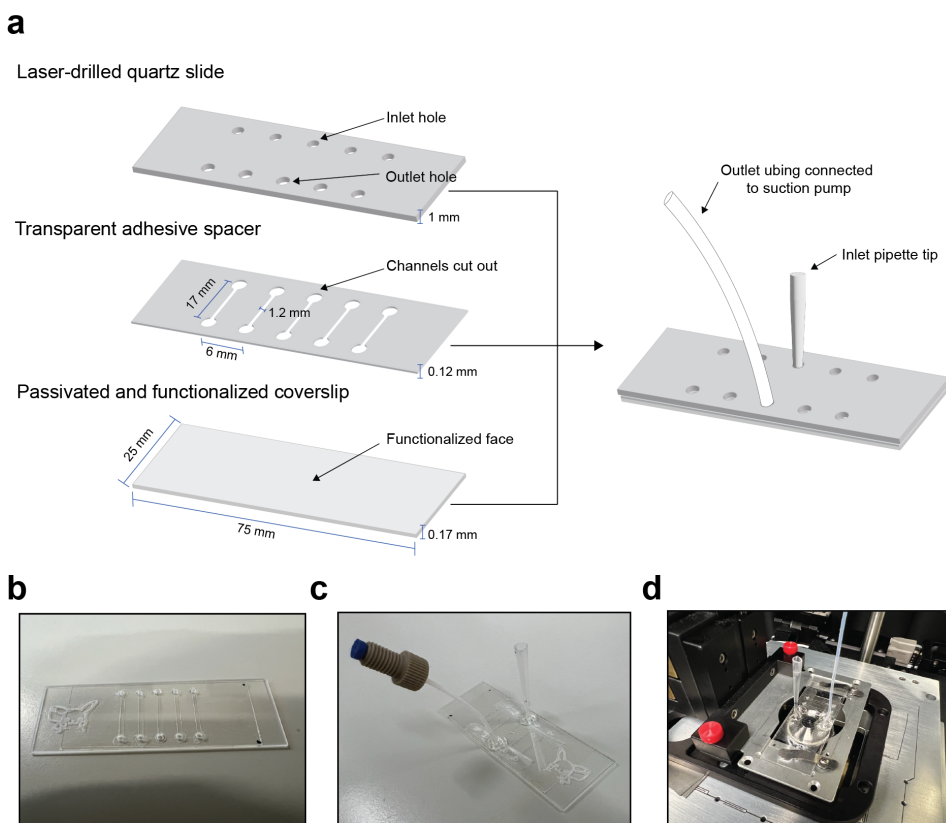 a
Laser-drilled quartz slide
Inlet hole
Outlet hole
1 mm
Transparent adhesive spacer
Channels cut out
17 mm
1.2 mm
6 mm
0.12 mm
Passivated and functionalized coverslip
Functionalized face
25 mm
75 mm
0.17 mm
Outlet ubing connected
to suction pump
Inlet pipette tip
b
c
d